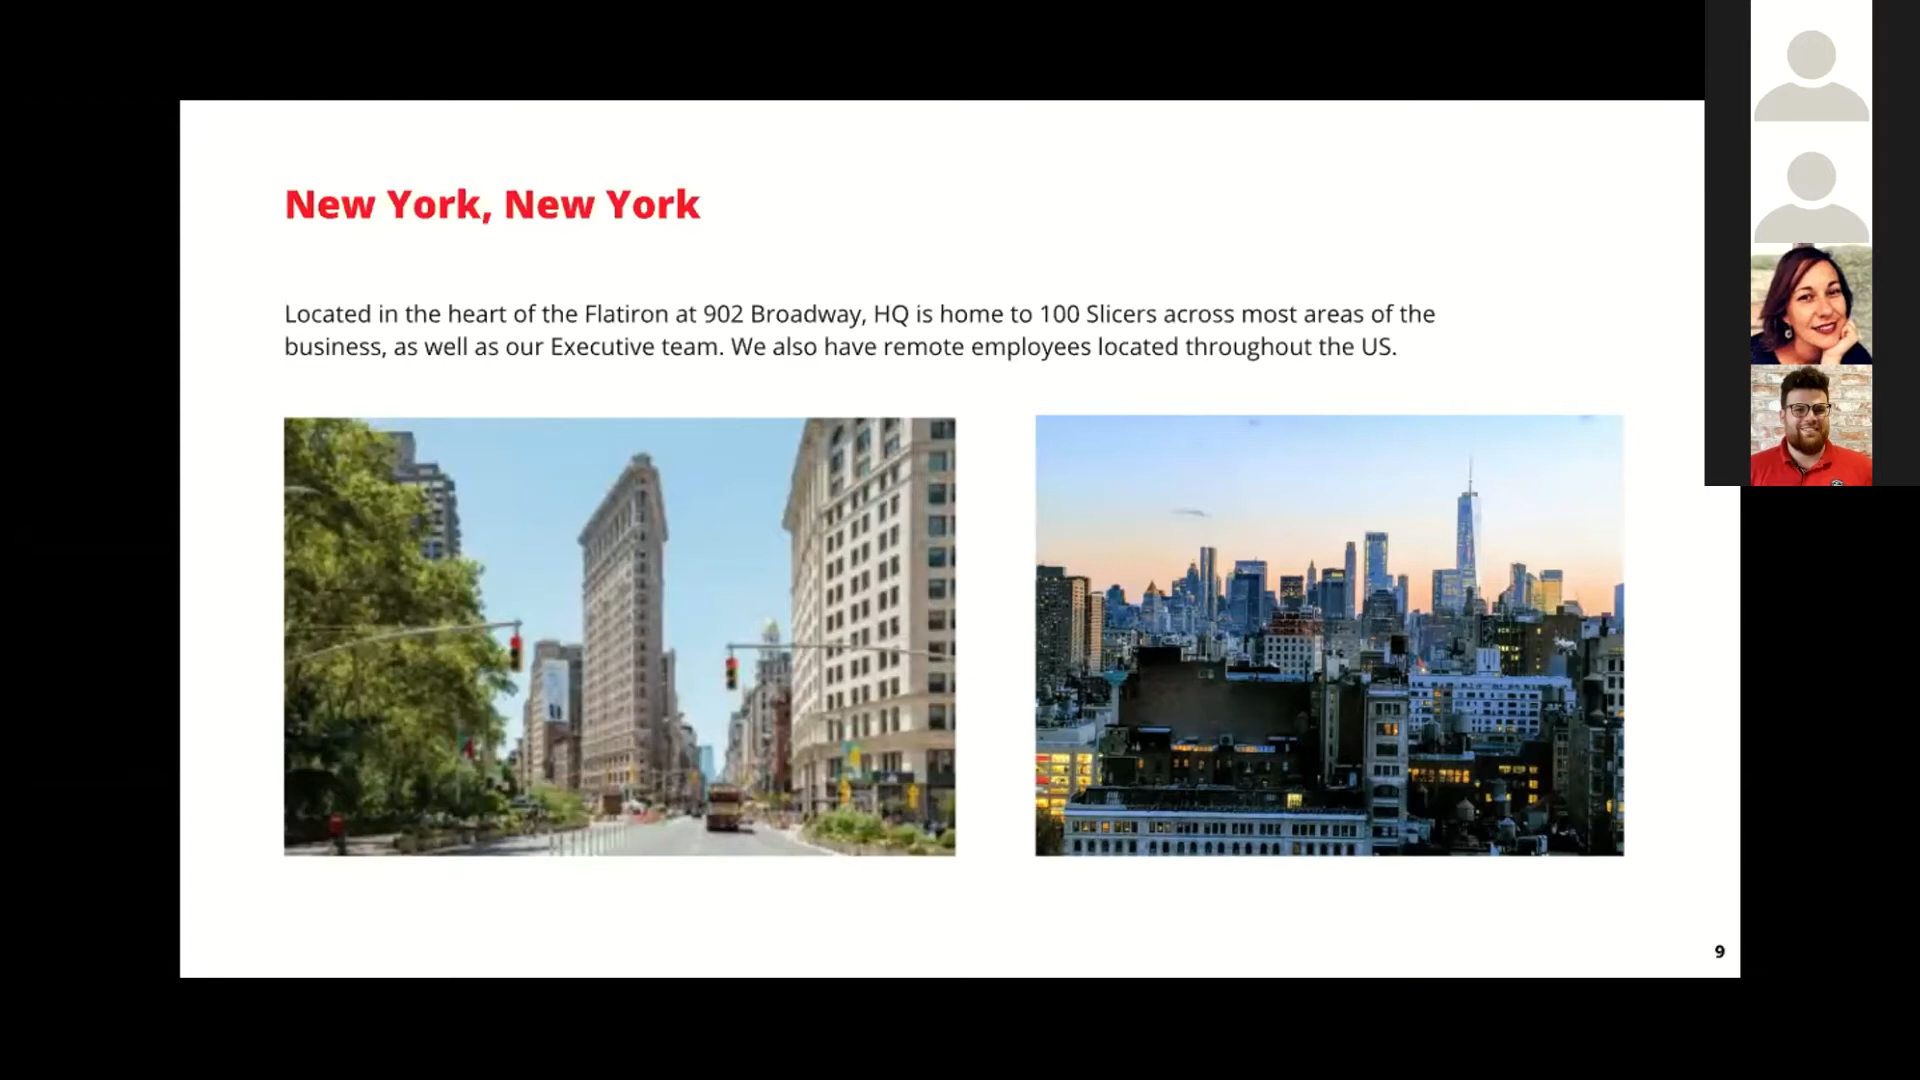 New York, New York
Located in the heart of the Flatiron at 902 Broadway, HQ is home to 100 Slicers across most areas of the
business, as well as our Executive team. We also have remote employees located throughout the US.
9